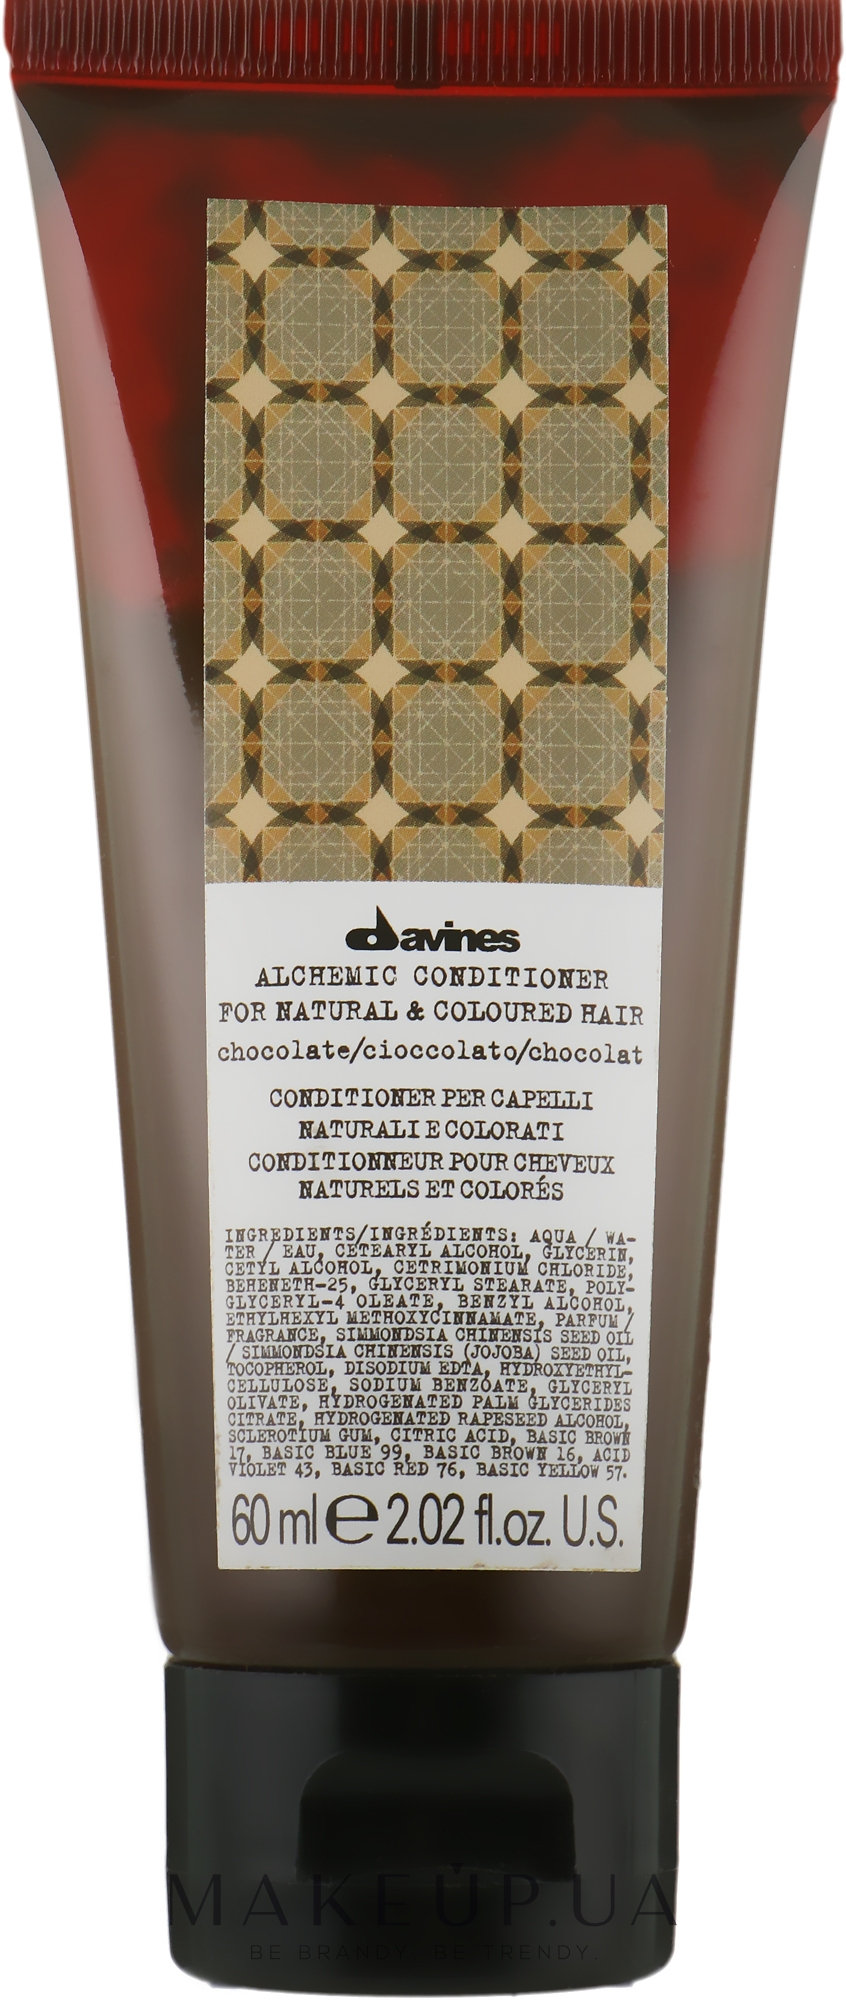 davines
ALCHEMIC CONDITIONER
FOR NATURAL & COLOURED HAIR
chocolate/cioccolato/chocolat
CONDITIONER PER CAPELLI
NATURALI E COLORATI
CONDITIONNEUR POUR CHEVEUX
NATURELS ET COLORÉS
INGREDIENTS/INGRÉDIENTS: AQUA / WA-
TER / EAU, CETEARYL ALCOHOL, GLYCERIN,
CETYL ALCOHOL, CETRIMONIUM CHLORIDE,
BEHENETH-25, GLYCERYL STEARATE, POLY-
GLYCERYL-4 OLEATE, BENZYL ALCOHOL,
ETHYLHEXYL METHOXYCINNAMATE, PARFUM /
FRAGRANCE, SIMMONDSIA CHINENSIS SEED OIL
/ SIMMONDSIA CHINENSIS (JOJOBA) SEED OIL,
TOCOPHEROL, DISODIUM EDTA, HYDROXYETHYL-
CELLULOSE, SODIUM BENZOATE, GLYCERYL
OLIVATE, HYDROGENATED PALM GLYCERIDES
CITRATE, HYDROGENATED RAPESEED ALCOHOL,
SCLEROTIUM GUM, CITRIC ACID, BASIC BROWN
17, BASIC BLUE 99, BASIC BROWN 16, ACID
VIOLET 43, BASIC RED 76, BASIC YELLOW 57.
60 ml e 2.02 fl.oz. U.S.
MAKEUP.UA
BE BRANDY. BE TRENDY.